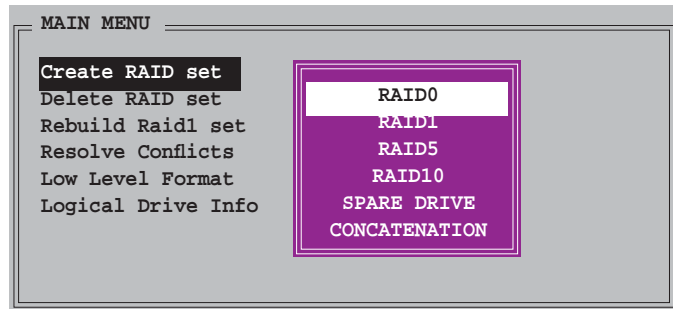 MAIN MENU
Create RAID set
Delete RAID set
Rebuild Raid1 set
Resolve Conflicts
Low Level Format
Logical Drive Info
RAID0
RAID1
RAID5
RAID10
SPARE DRIVE
CONCATENATION